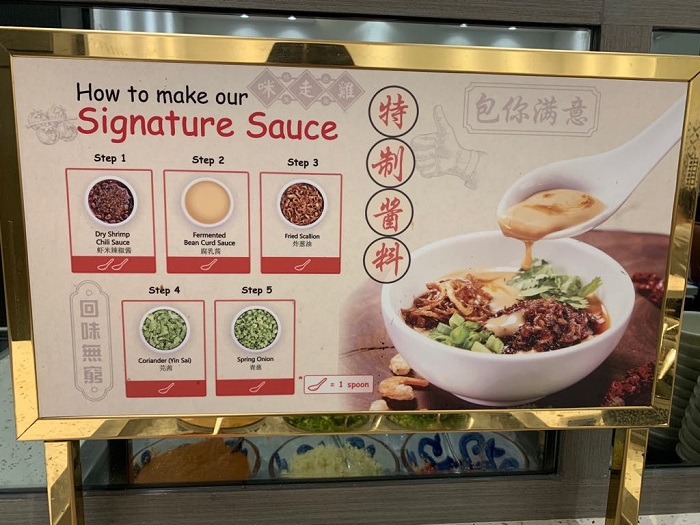 How to make our
Signature Sauce
咪走雞
特制酱料
包你满意
Step 1
Dry Shrimp
Chili Sauce
虾米辣椒酱
Step 2
Fermented
Bean Curd Sauce
腐乳酱
Step 3
Fried Scallion
炸葱油
Step 4
Coriander (Yin Sai)
芫茜
Step 5
Spring Onion
青葱
回味無窮
* = 1 spoon